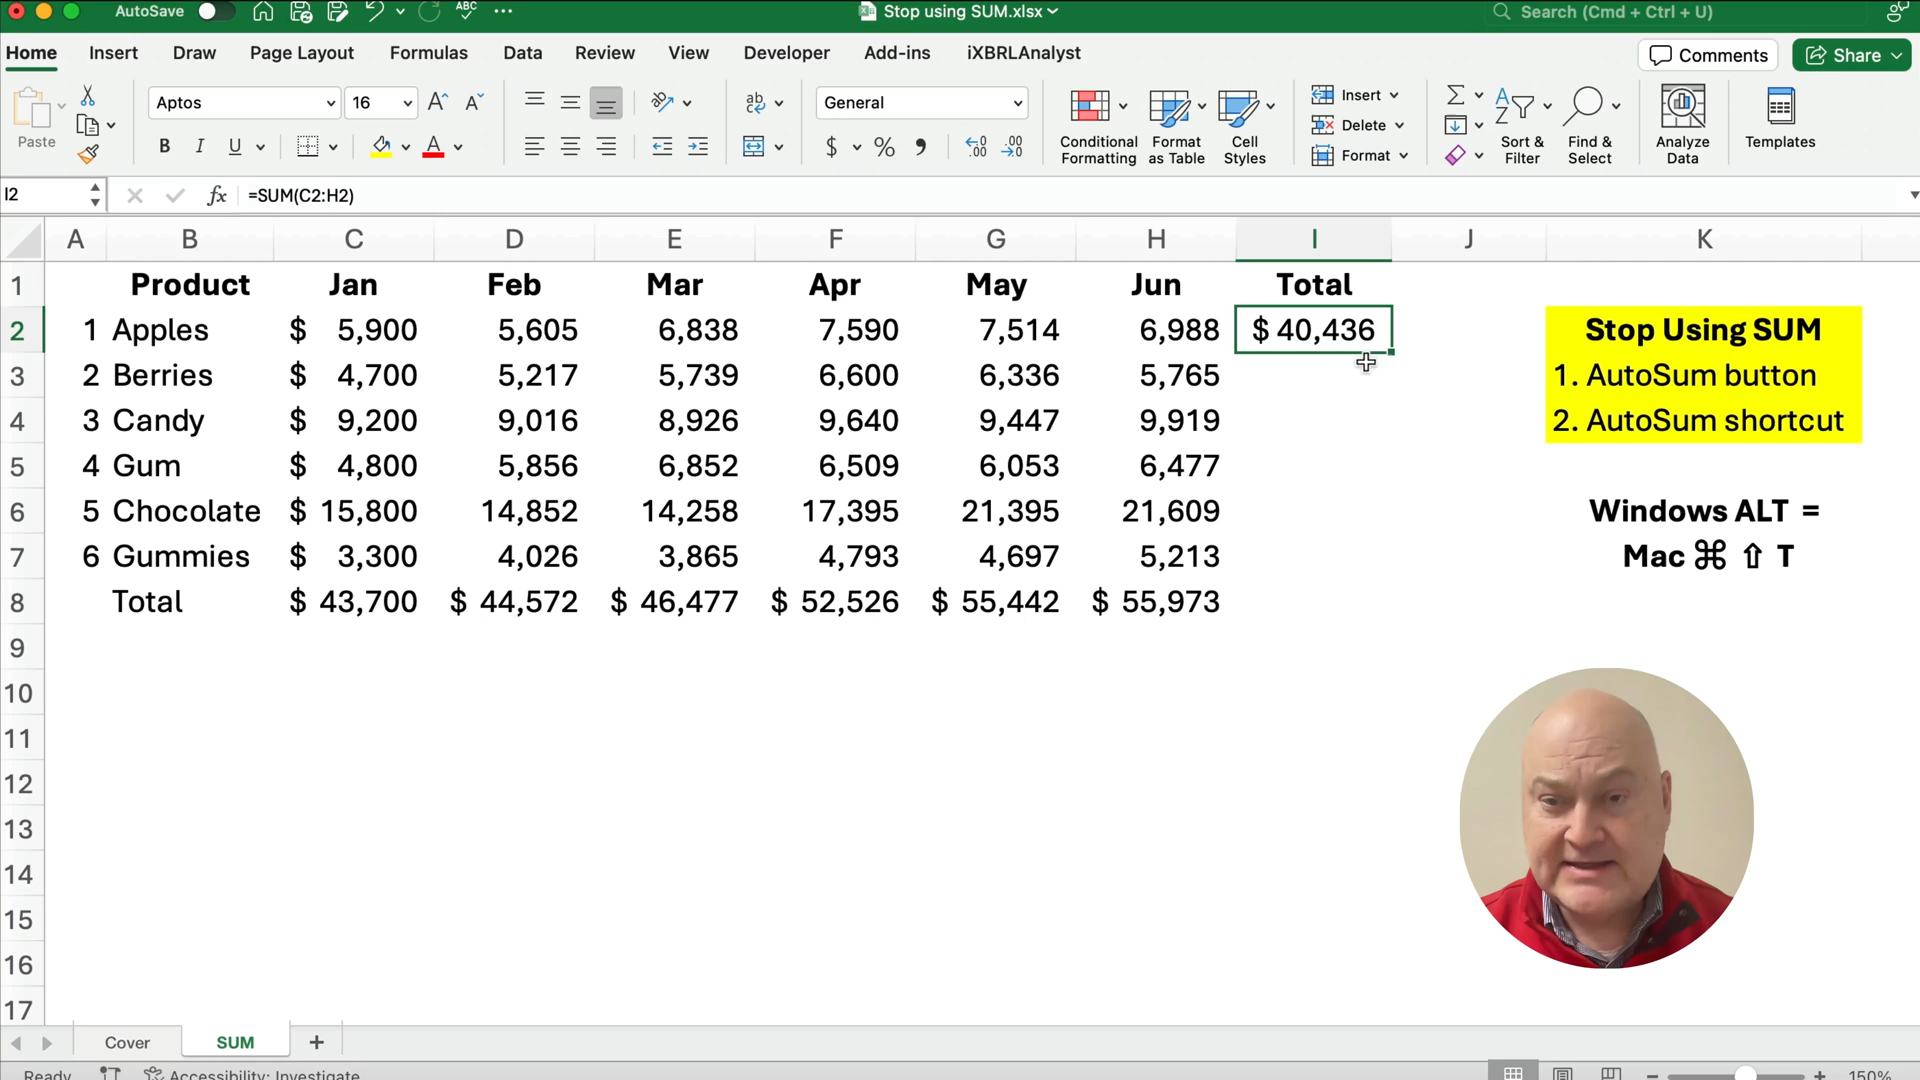 AutoSave
Stop using SUM.xlsx
Search (Cmd + Ctrl + U)
Home Insert Draw Page Layout Formulas Data Review View Developer Add-ins iXBRLAnalyst Comments Share
Paste
Aptos 16
General
Conditional Formatting
Format as Table
Cell Styles
Insert
Delete
Format
Sort & Filter
Find & Select
Analyze Data
Templates
I2 fx =SUM(C2:H2)
A B C D E F G H I J K
1 Product Jan Feb Mar Apr May Jun Total
2 1 Apples $ 5,900 5,605 6,838 7,590 7,514 6,988 $ 40,436 Stop Using SUM
3 2 Berries $ 4,700 5,217 5,739 6,600 6,336 5,765 1. AutoSum button
4 3 Candy $ 9,200 9,016 8,926 9,640 9,447 9,919 2. AutoSum shortcut
5 4 Gum $ 4,800 5,856 6,852 6,509 6,053 6,477
6 5 Chocolate $ 15,800 14,852 14,258 17,395 21,395 21,609 Windows ALT =
7 6 Gummies $ 3,300 4,026 3,865 4,793 4,697 5,213 Mac ⌘ ⇧ T
8 Total $ 43,700 $ 44,572 $ 46,477 $ 52,526 $ 55,442 $ 55,973
9
10
11
12
13
14
15
16
17
Cover SUM +
Ready Accessibility: Investigate 150%